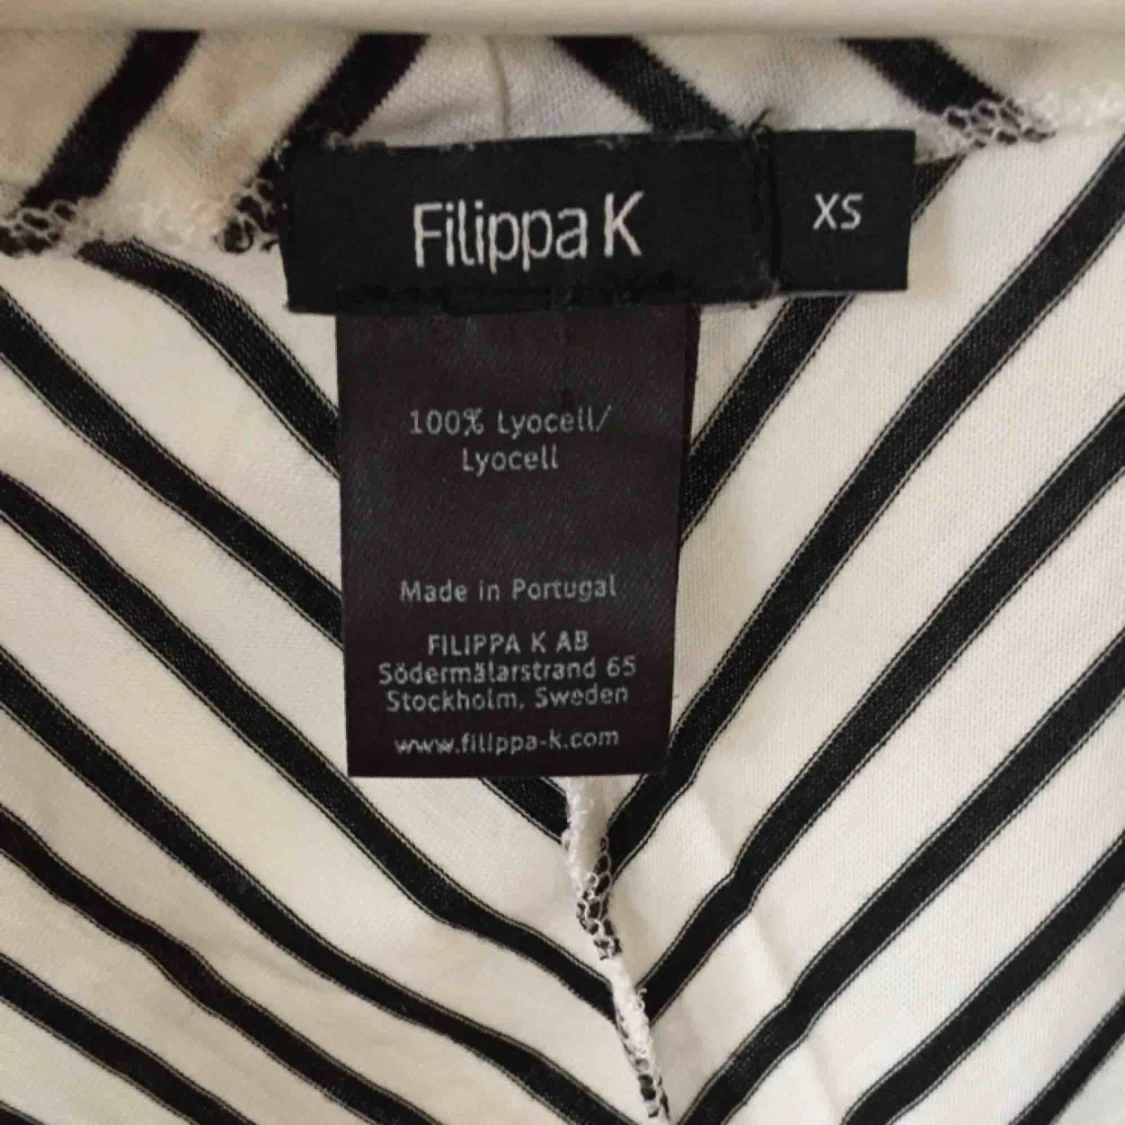 Filippa K
XS
100% Lyocell/
Lyocell
Made in Portugal
FILIPPA K AB
Södermälarstrand 65
Stockholm, Sweden
www.filippa-k.com